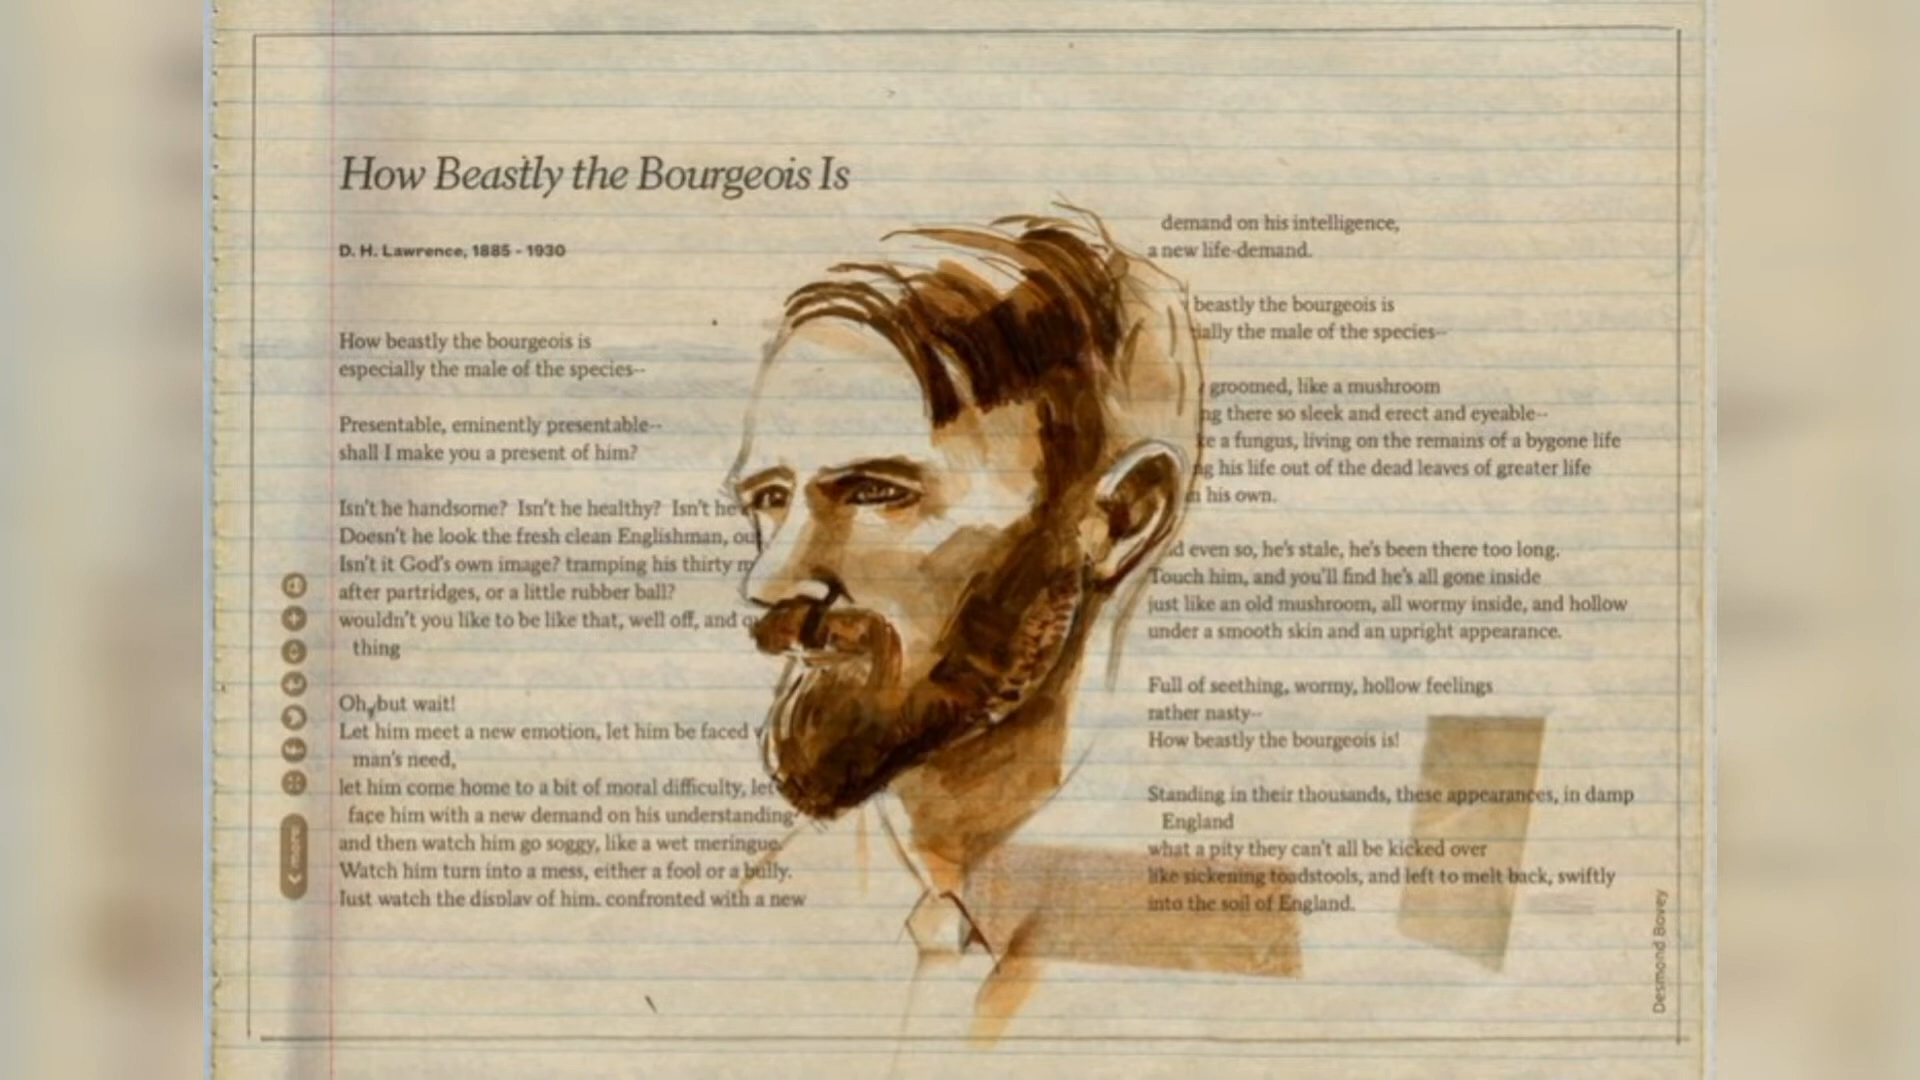 How Beastly the Bourgeois Is
D. H. Lawrence, 1885 - 1930
How beastly the bourgeois is
especially the male of the species--
Presentable, eminently presentable--
shall I make you a present of him?
Isn't he handsome? Isn't he healthy? Isn't he
Doesn't he look the fresh clean Englishman,
Isn't it God's own image? tramping his thirty
after partridges, or a little rubber ball?
wouldn't you like to be like that, well off, and
thing
Oh, but wait!
Let him meet a new emotion, let him be faced
man's need,
let him come home to a bit of moral difficulty, let
face him with a new demand on his understanding
and then watch him go soggy, like a wet meringue.
Watch him turn into a mess, either a fool or a bully.
Just watch the display of him, confronted with a new
demand on his intelligence,
a new life-demand.
beastly the bourgeois is
the male of the species--
groomed, like a mushroom
there so sleek and erect and eyeable--
a fungus, living on the remains of a bygone life
his life out of the dead leaves of greater life
his own.
even so, he's stale, he's been there too long.
Touch him, and you'll find he's all gone inside
just like an old mushroom, all wormy inside, and hollow
under a smooth skin and an upright appearance.
Full of seething, wormy, hollow feelings
rather nasty--
How beastly the bourgeois is!
Standing in their thousands, these appearances, in damp
England
what a pity they can't all be kicked over
like sickening toadstools, and left to melt back, swiftly
into the soil of England.
more
Desmond Bovey